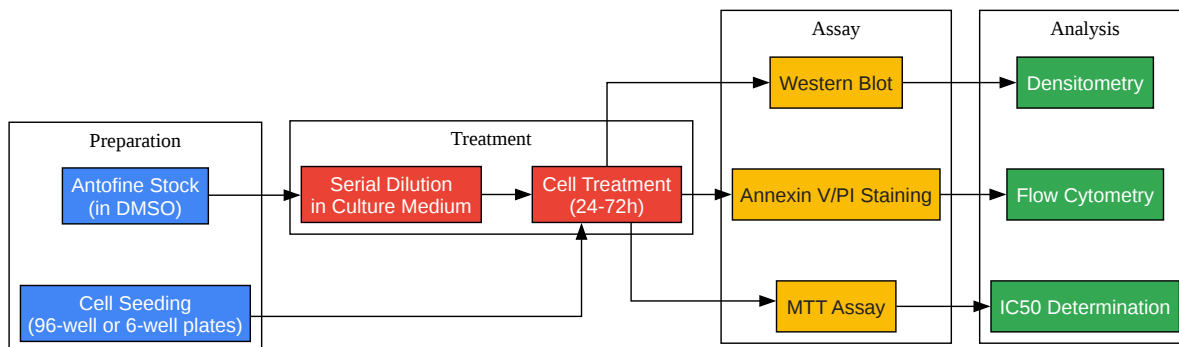 Preparation
Antofine Stock
(in DMSO)
Cell Seeding
(96-well or 6-well plates)
Treatment
Serial Dilution
in Culture Medium
Cell Treatment
(24-72h)
Assay
Western Blot
Annexin V/PI Staining
MTT Assay
Analysis
Densitometry
Flow Cytometry
IC50 Determination